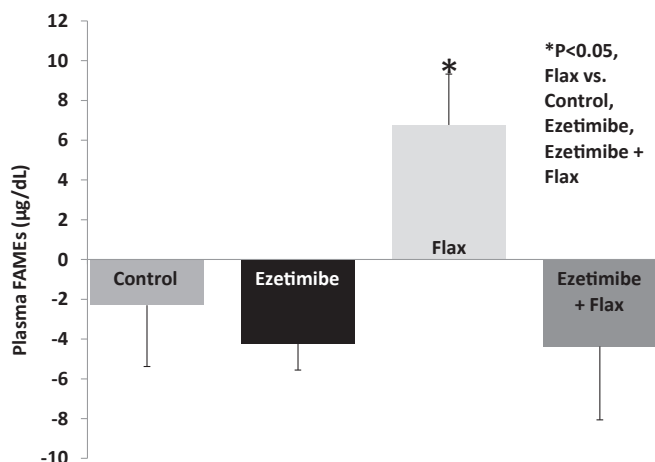 12
10
8
6
4
2
0
-2
-4
-6
-8
-10
Plasma FAMEs (µg/dL)
Control
Ezetimibe
Flax
*
Ezetimibe
+ Flax
*P<0.05,
Flax vs.
Control,
Ezetimibe,
Ezetimibe +
Flax